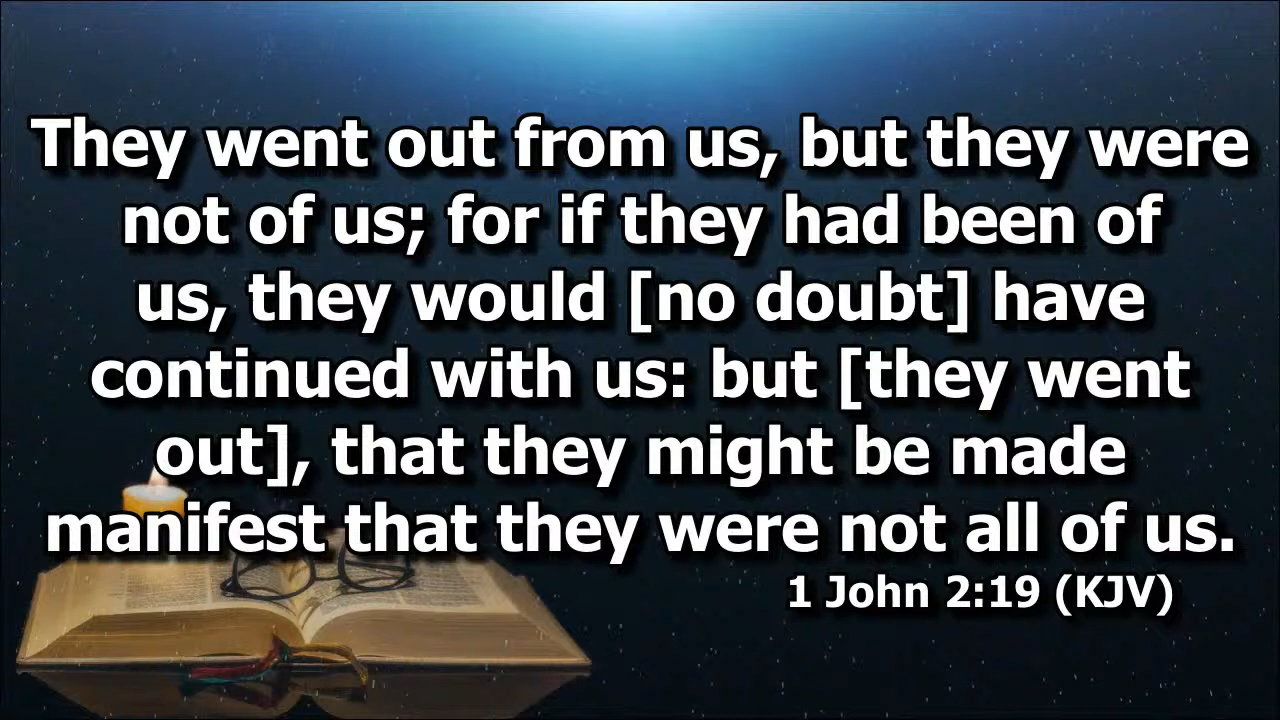 They went out from us, but they were
not of us; for if they had been of
us, they would [no doubt] have
continued with us: but [they went
out], that they might be made
manifest that they were not all of us.
1 John 2:19 (KJV)